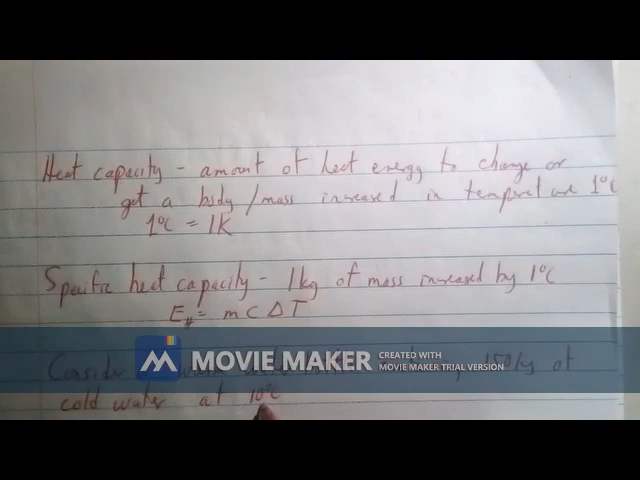 Heat capacity - amount of heat energy to change or
get a body/mass increased in temperature 1°C
1°C = 1K
Specific heat capacity - 1kg of mass increased by 1°C
E_H = m C Δ T
Consider 150kg of
MOVIE MAKER
CREATED WITH
MOVIE MAKER TRIAL VERSION
cold water at 10°C